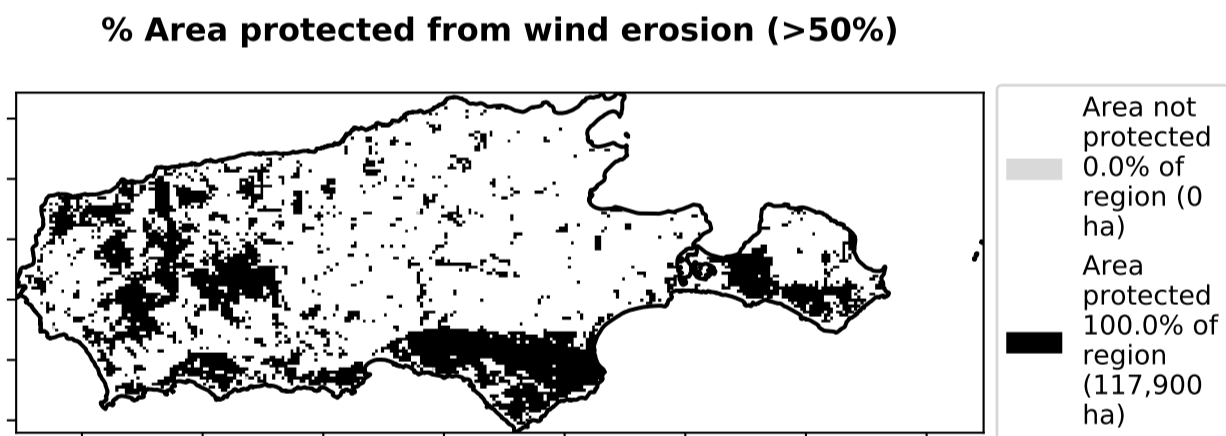 % Area protected from wind erosion (>50%)
Area not
protected
0.0% of
region (0
ha)
Area
protected
100.0% of
region
(117,900
ha)